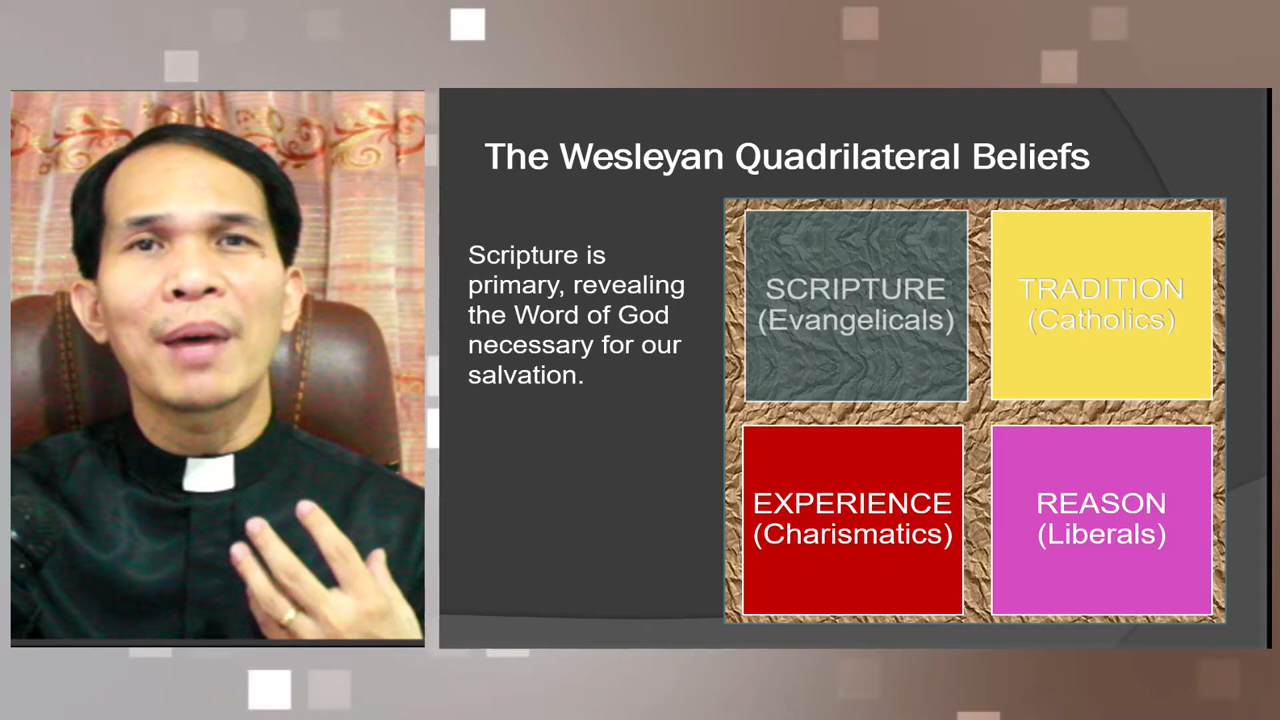 The Wesleyan Quadrilateral Beliefs
Scripture is
primary, revealing
the Word of God
necessary for our
salvation.
SCRIPTURE
(Evangelicals)
TRADITION
(Catholics)
EXPERIENCE
(Charismatics)
REASON
(Liberals)